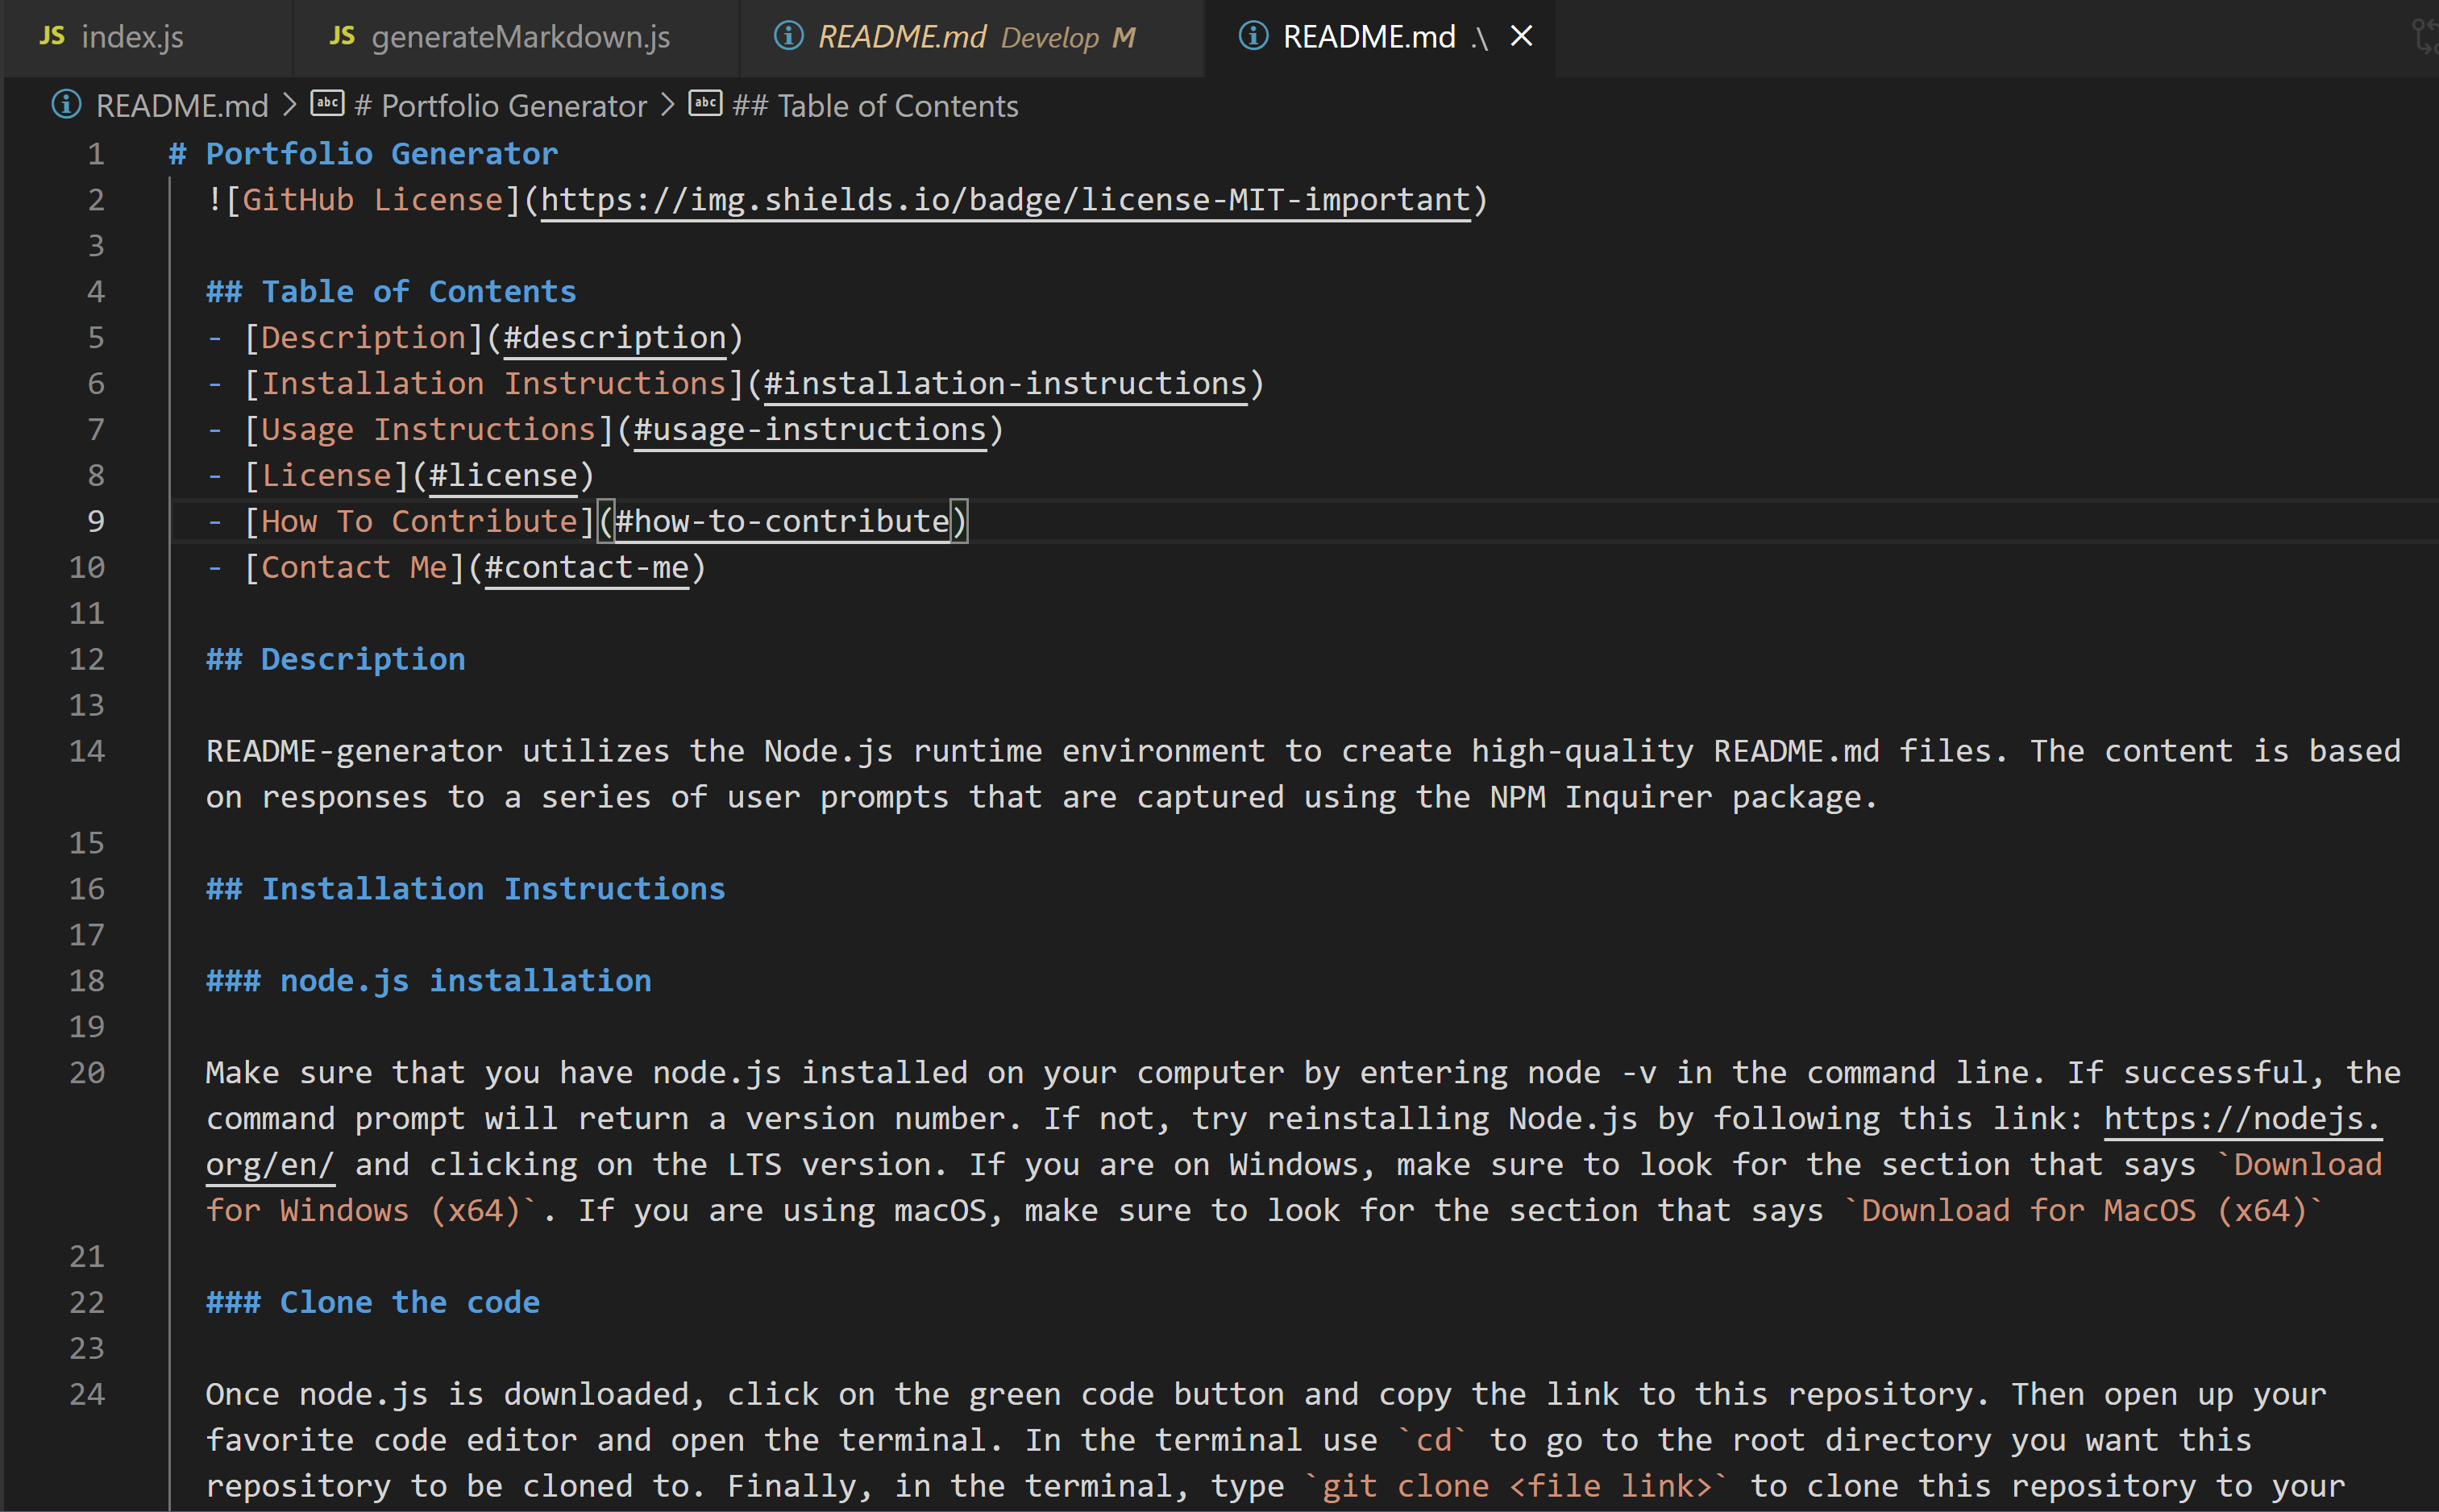 JS index.js
JS generateMarkdown.js
README.md Develop M
README.md .\
README.md > # Portfolio Generator > ## Table of Contents
1 # Portfolio Generator
2 ![GitHub License](https://img.shields.io/badge/license-MIT-important)
3
4 ## Table of Contents
5 - [Description](#description)
6 - [Installation Instructions](#installation-instructions)
7 - [Usage Instructions](#usage-instructions)
8 - [License](#license)
9 - [How To Contribute](#how-to-contribute)
10 - [Contact Me](#contact-me)
11
12 ## Description
13
14 README-generator utilizes the Node.js runtime environment to create high-quality README.md files. The content is based
on responses to a series of user prompts that are captured using the NPM Inquirer package.
15
16 ## Installation Instructions
17
18 ### node.js installation
19
20 Make sure that you have node.js installed on your computer by entering node -v in the command line. If successful, the
command prompt will return a version number. If not, try reinstalling Node.js by following this link: https://nodejs.
org/en/ and clicking on the LTS version. If you are on Windows, make sure to look for the section that says `Download
for Windows (x64)`. If you are using macOS, make sure to look for the section that says `Download for MacOS (x64)`
21
22 ### Clone the code
23
24 Once node.js is downloaded, click on the green code button and copy the link to this repository. Then open up your
favorite code editor and open the terminal. In the terminal use `cd` to go to the root directory you want this
repository to be cloned to. Finally, in the terminal, type `git clone <file link>` to clone this repository to your